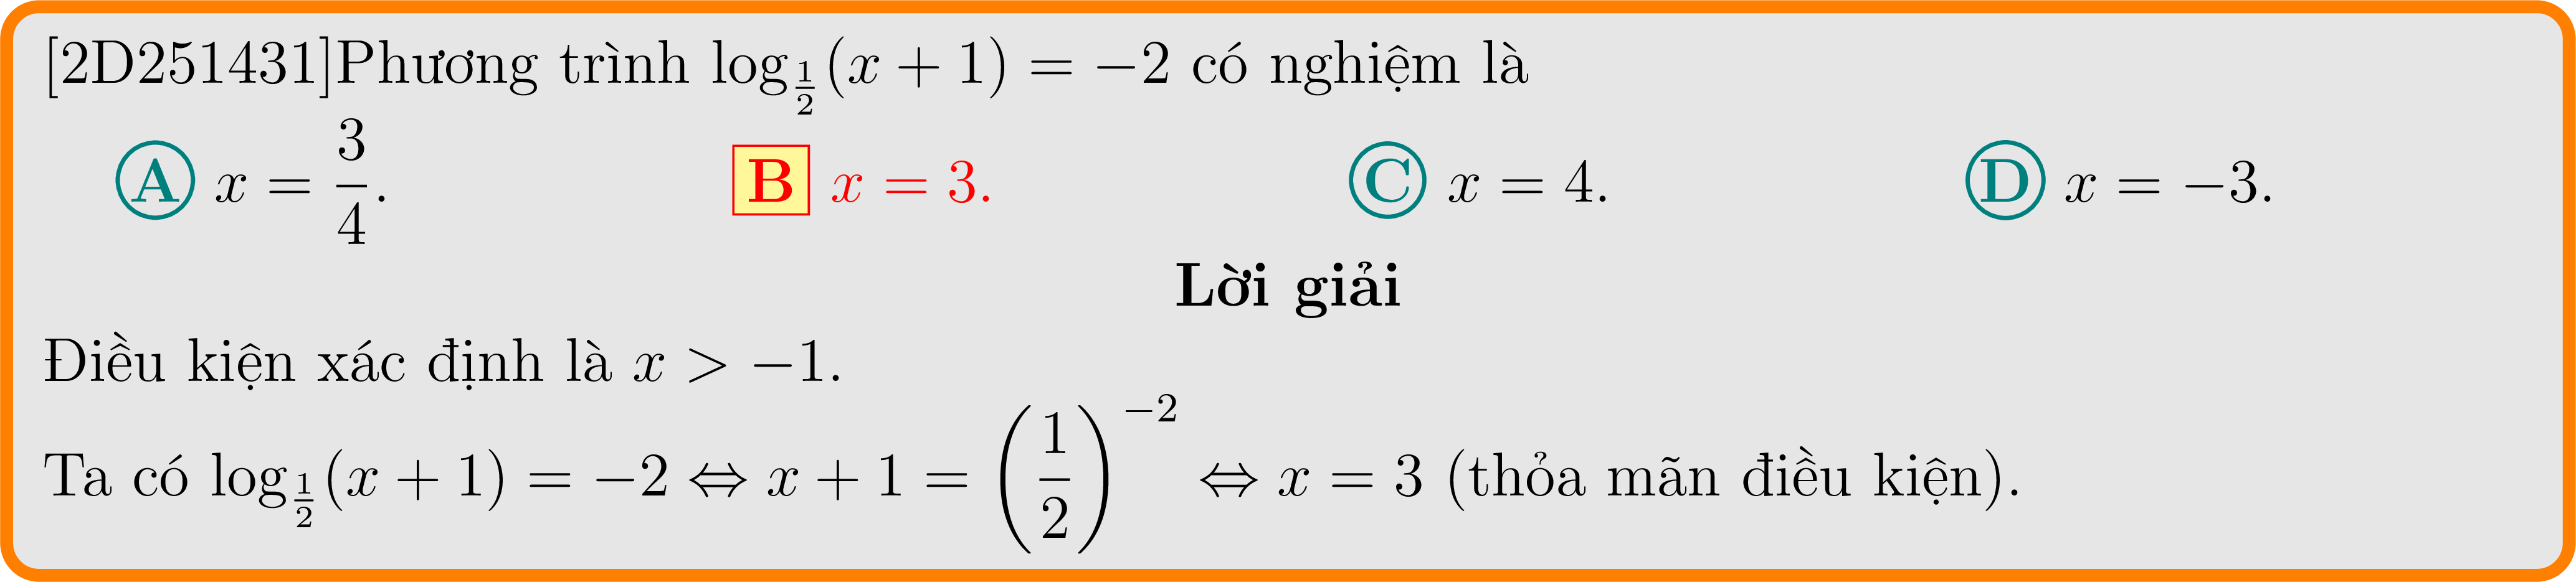 [2D251431]Phương trình log_{\frac{1}{2}}(x + 1) = −2 có nghiệm là
A x = \frac{3}{4}. B x = 3. C x = 4. D x = −3.
Lời giải
Điều kiện xác định là x > −1.
Ta có log_{\frac{1}{2}}(x + 1) = −2 ⇔ x + 1 = \left(\frac{1}{2}\right)^{−2} ⇔ x = 3 (thỏa mãn điều kiện).